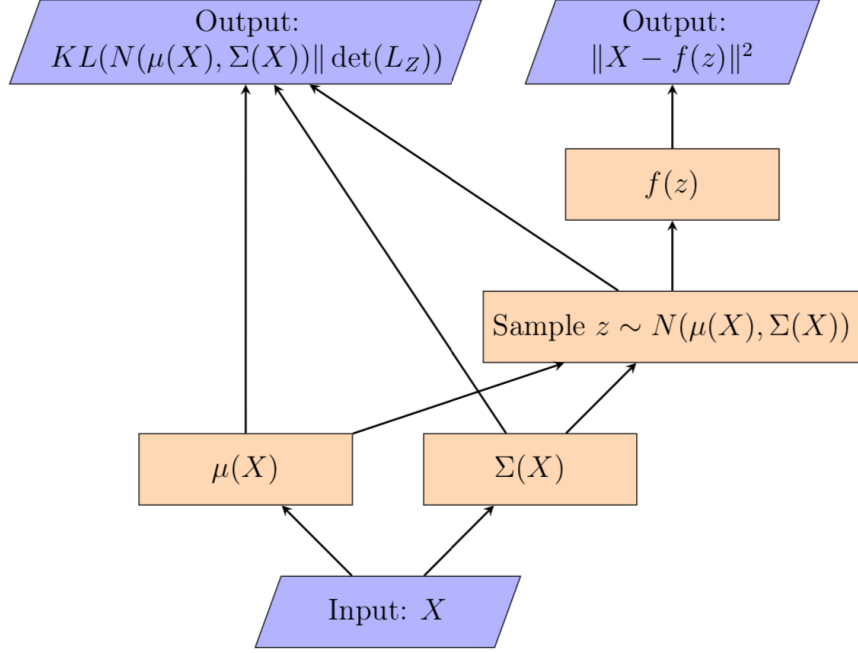 Output:
KL(N(μ(X), Σ(X))‖ det(L_Z))
Output:
‖X − f(z)‖²
f(z)
Sample z ∼ N(μ(X), Σ(X))
μ(X)
Σ(X)
Input: X